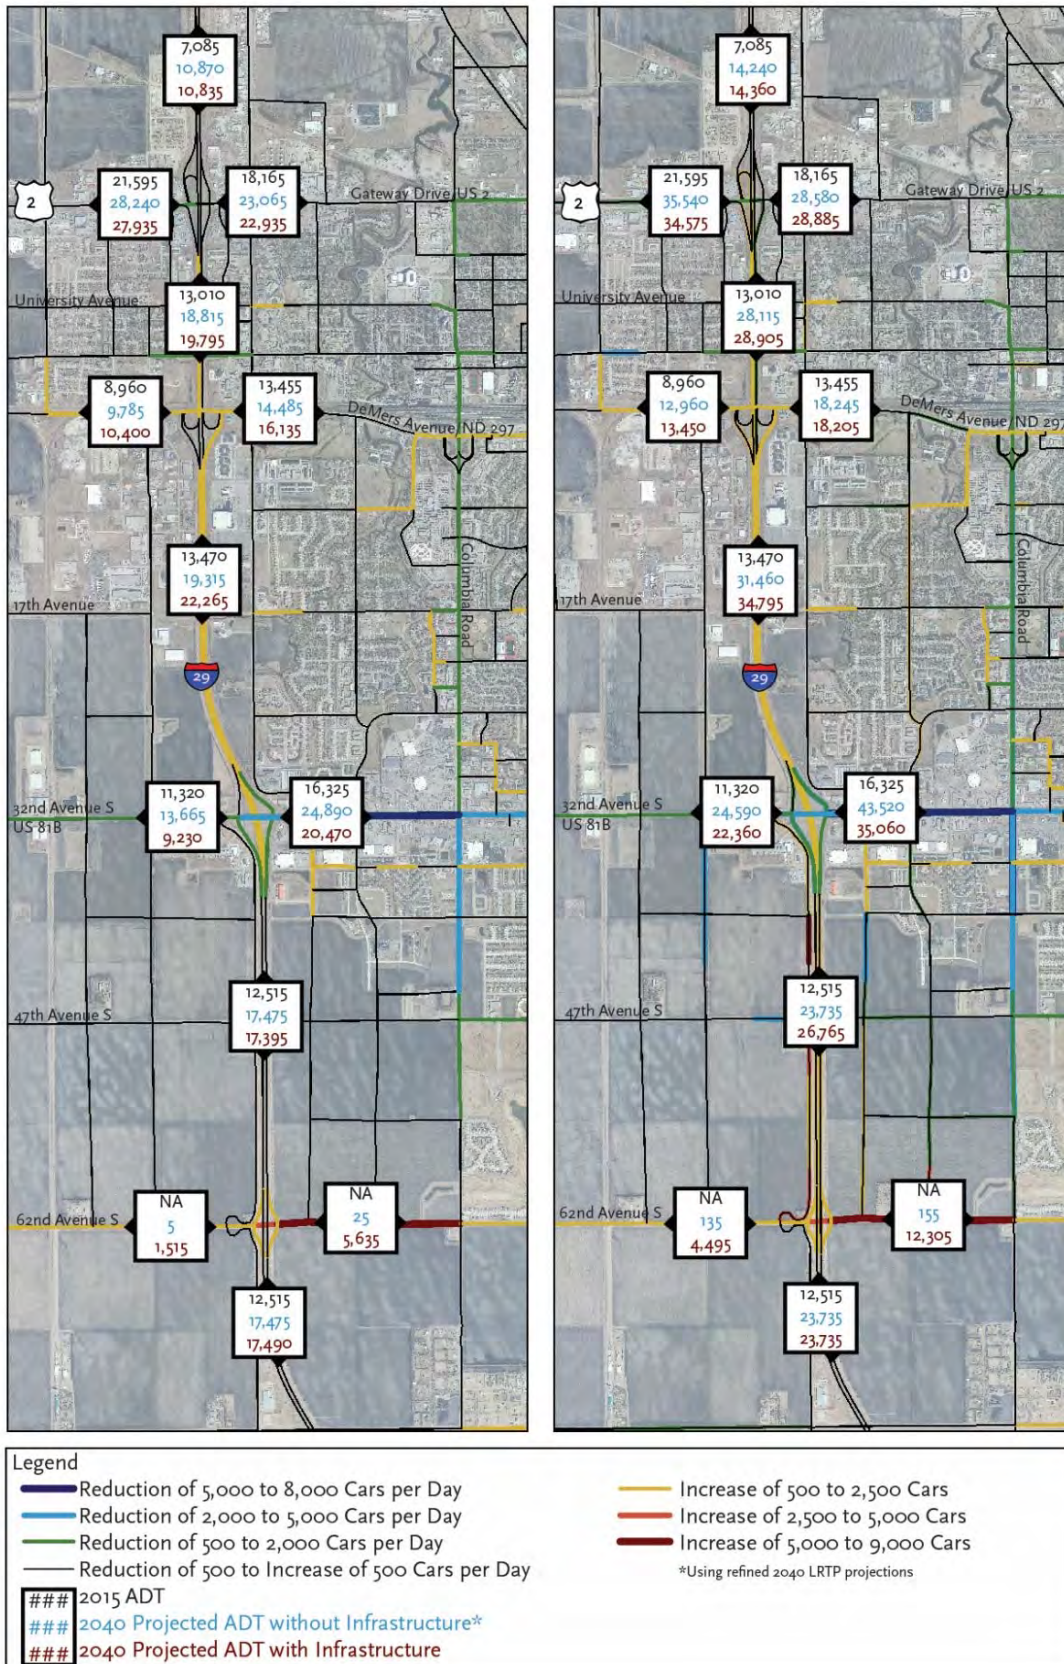 7,085
10,870
10,835
21,595
28,240
27,935
18,165
23,065
22,935
Gateway Drive/US 2
2
University Avenue
13,010
18,815
19,795
8,960
9,785
10,400
13,455
14,485
16,135
DeMers Avenue/ND 297
13,470
19,315
22,265
17th Avenue
Columbia Road
29
32nd Avenue S
US 81B
11,320
13,665
9,230
16,320
24,890
20,470
12,515
17,475
17,395
47th Avenue S
62nd Avenue S
NA
5
1,515
NA
25
5,635
12,515
17,475
17,490
7,085
14,240
14,360
21,595
35,540
34,575
18,165
28,580
28,885
Gateway Drive/US 2
2
University Avenue
13,010
28,115
28,905
8,960
12,960
13,450
13,455
18,245
18,205
DeMers Avenue/ND 297
13,470
31,460
34,795
17th Avenue
Columbia Road
29
32nd Avenue S
US 81B
11,320
24,590
22,360
16,325
43,520
35,060
12,515
23,735
26,765
47th Avenue S
62nd Avenue S
NA
135
4,495
NA
155
12,305
12,515
23,735
23,735
Legend
Reduction of 5,000 to 8,000 Cars per Day
Reduction of 2,000 to 5,000 Cars per Day
Reduction of 500 to 2,000 Cars per Day
Reduction of 500 to Increase of 500 Cars per Day
Increase of 500 to 2,500 Cars
Increase of 2,500 to 5,000 Cars
Increase of 5,000 to 9,000 Cars
*Using refined 2040 LRTP projections
### 2015 ADT
### 2040 Projected ADT without Infrastructure*
### 2040 Projected ADT with Infrastructure